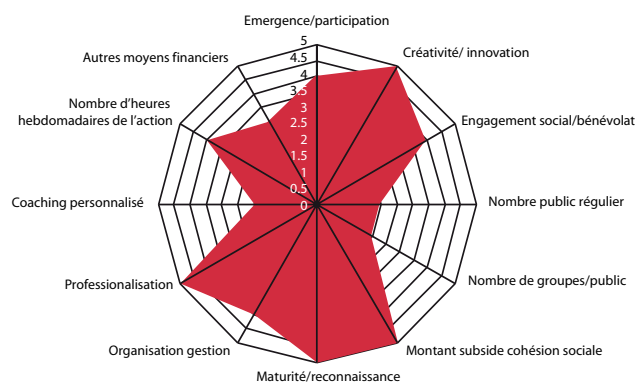 Emergence/participation
Autres moyens financiers
Créativité/ innovation
Nombre d'heures
hebdomadaires de l'action
Engagement social/bénévolat
Coaching personnalisé
Nombre public régulier
Professionalisation
Nombre de groupes/public
Organisation gestion
Montant subside cohésion sociale
Maturité/reconnaissance
5
4.5
4
3.5
3
2.5
2
1.5
1
0.5
0